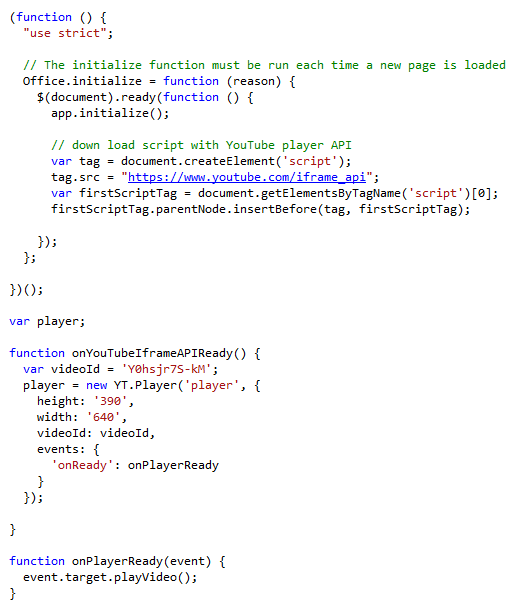 (function () {
  "use strict";

  // The initialize function must be run each time a new page is loaded
  Office.initialize = function (reason) {
    $(document).ready(function () {
      app.initialize();

      // down load script with YouTube player API
      var tag = document.createElement('script');
      tag.src = "https://www.youtube.com/iframe_api";
      var firstScriptTag = document.getElementsByTagName('script')[0];
      firstScriptTag.parentNode.insertBefore(tag, firstScriptTag);

    });
  };

})();

var player;

function onYouTubeIframeAPIReady() {
  var videoId = 'Y0hsjr7S-kM';
  player = new YT.Player('player', {
    height: '390',
    width: '640',
    videoId: videoId,
    events: {
      'onReady': onPlayerReady
    }
  });

}

function onPlayerReady(event) {
  event.target.playVideo();
}